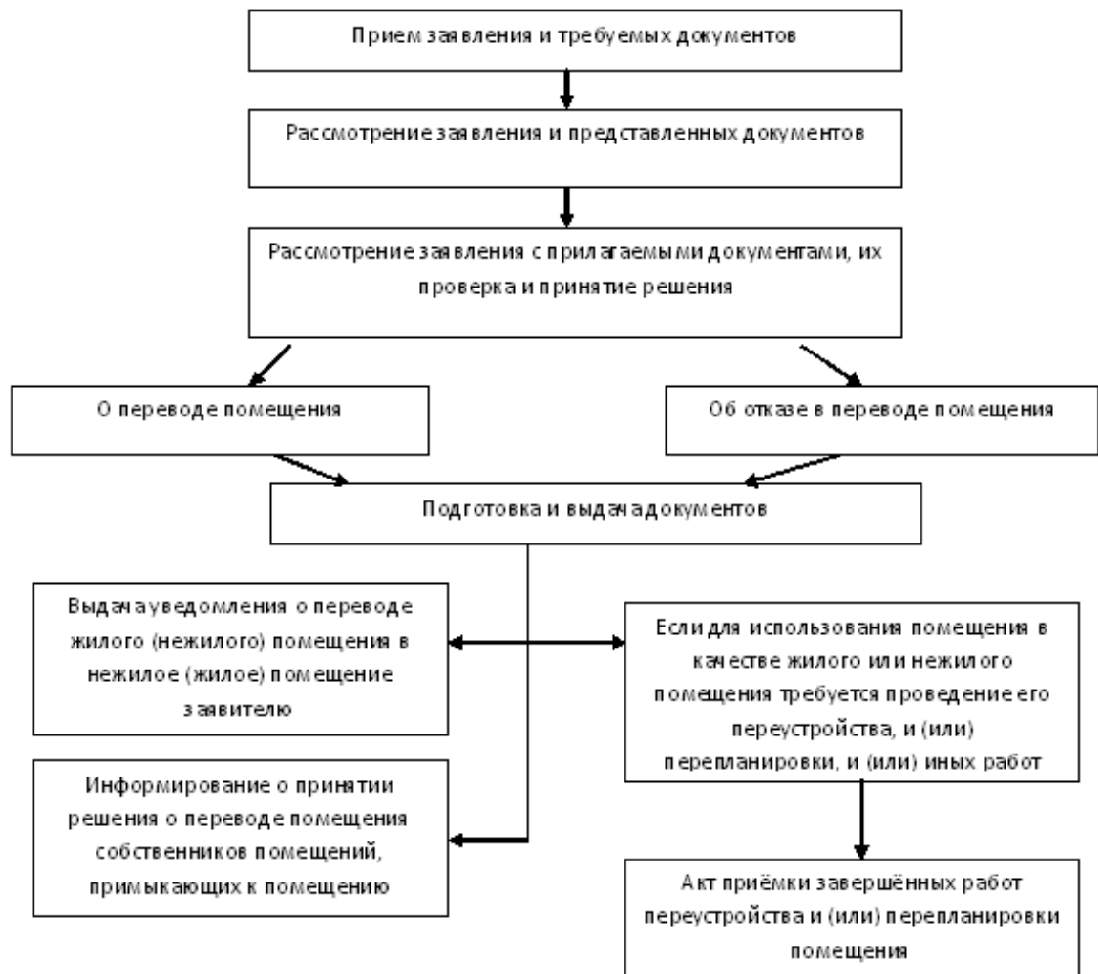 Прием заявления и требуемых документов
Рассмотрение заявления и представленных документов
Рассмотрение заявления с прилагаемыми документами, их
проверка и принятие решения
О переводе помещения
Об отказе в переводе помещения
Подготовка и выдача документов
Выдача уведомления о переводе
жилого (нежилого) помещения в
нежилое (жилое) помещение
заявителю
Если для использования помещения в
качестве жилого или нежилого
помещения требуется проведение его
переустройства, и (или)
перепланировки, и (или) иных работ
Информирование о принятии
решения о переводе помещения
собственников помещений,
примыкающих к помещению
Акт приёмки завершённых работ
переустройства и (или) перепланировки
помещения